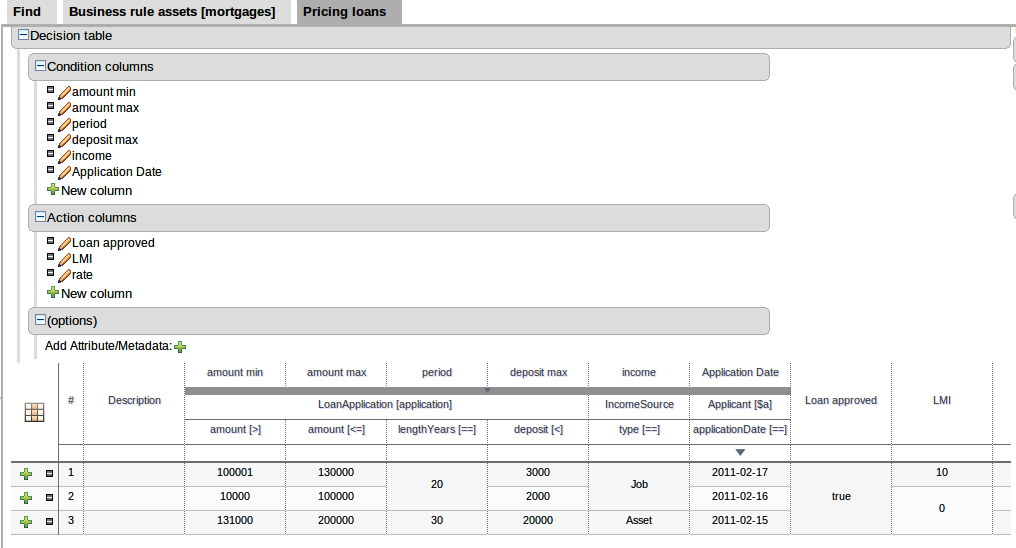 Find Business rule assets [mortgages] Pricing loans
Decision table
Condition columns
amount min
amount max
period
deposit max
income
Application Date
New column
Action columns
Loan approved
LMI
rate
New column
(options)
Add Attribute/Metadata:
amount min amount max period deposit max income Application Date
# Description LoanApplication [application] IncomeSource Applicant [$a] Loan approved LMI
amount [>] amount [<=] lengthYears [==] deposit [<] type [==] applicationDate [==]
1 100001 130000 20 3000 Job 2011-02-17 true 10
2 10000 100000 2000 2011-02-16 0
3 131000 200000 30 20000 Asset 2011-02-15